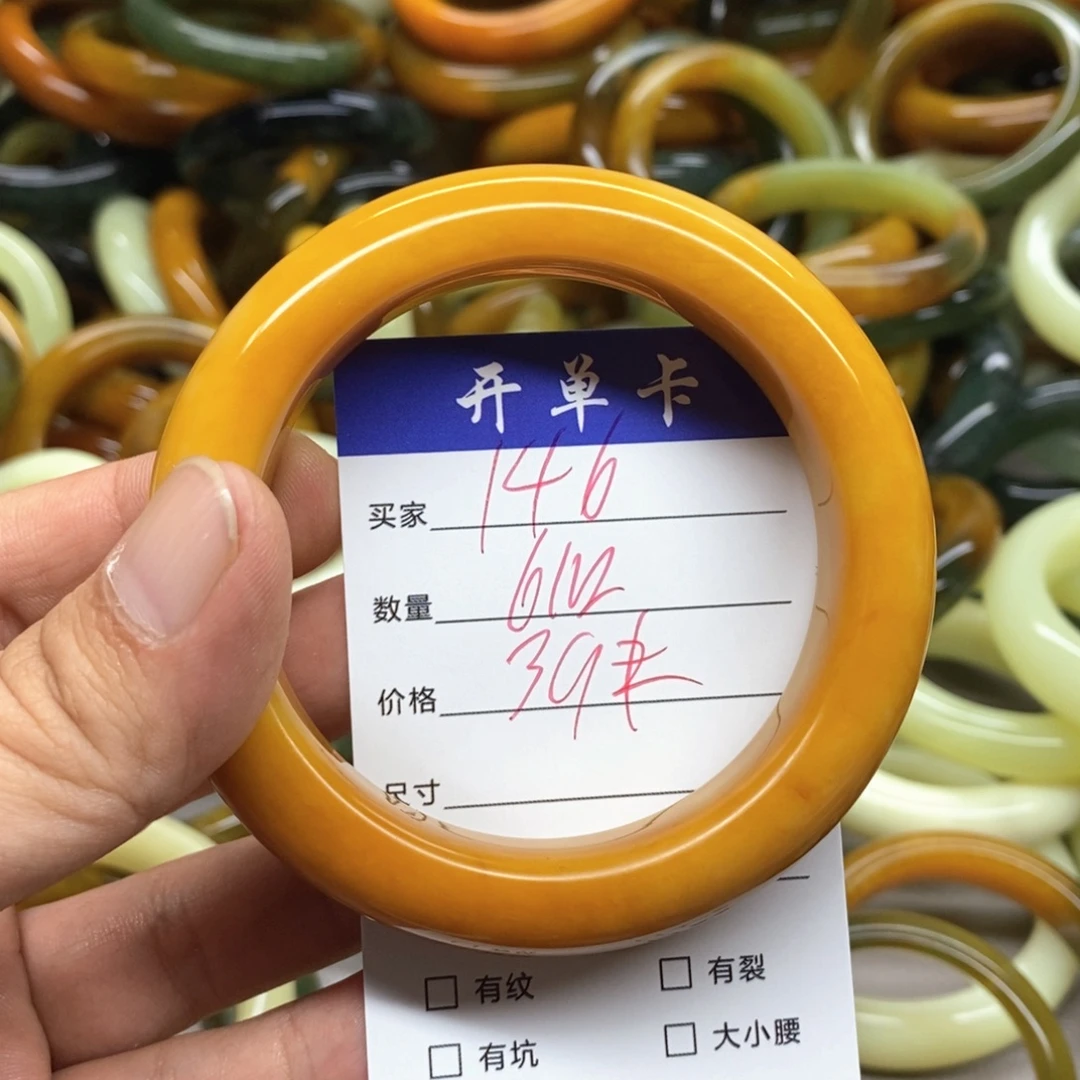 开单卡
买家 146
数量
价格 39
尺寸
有纹 有裂
有坑 大小腰